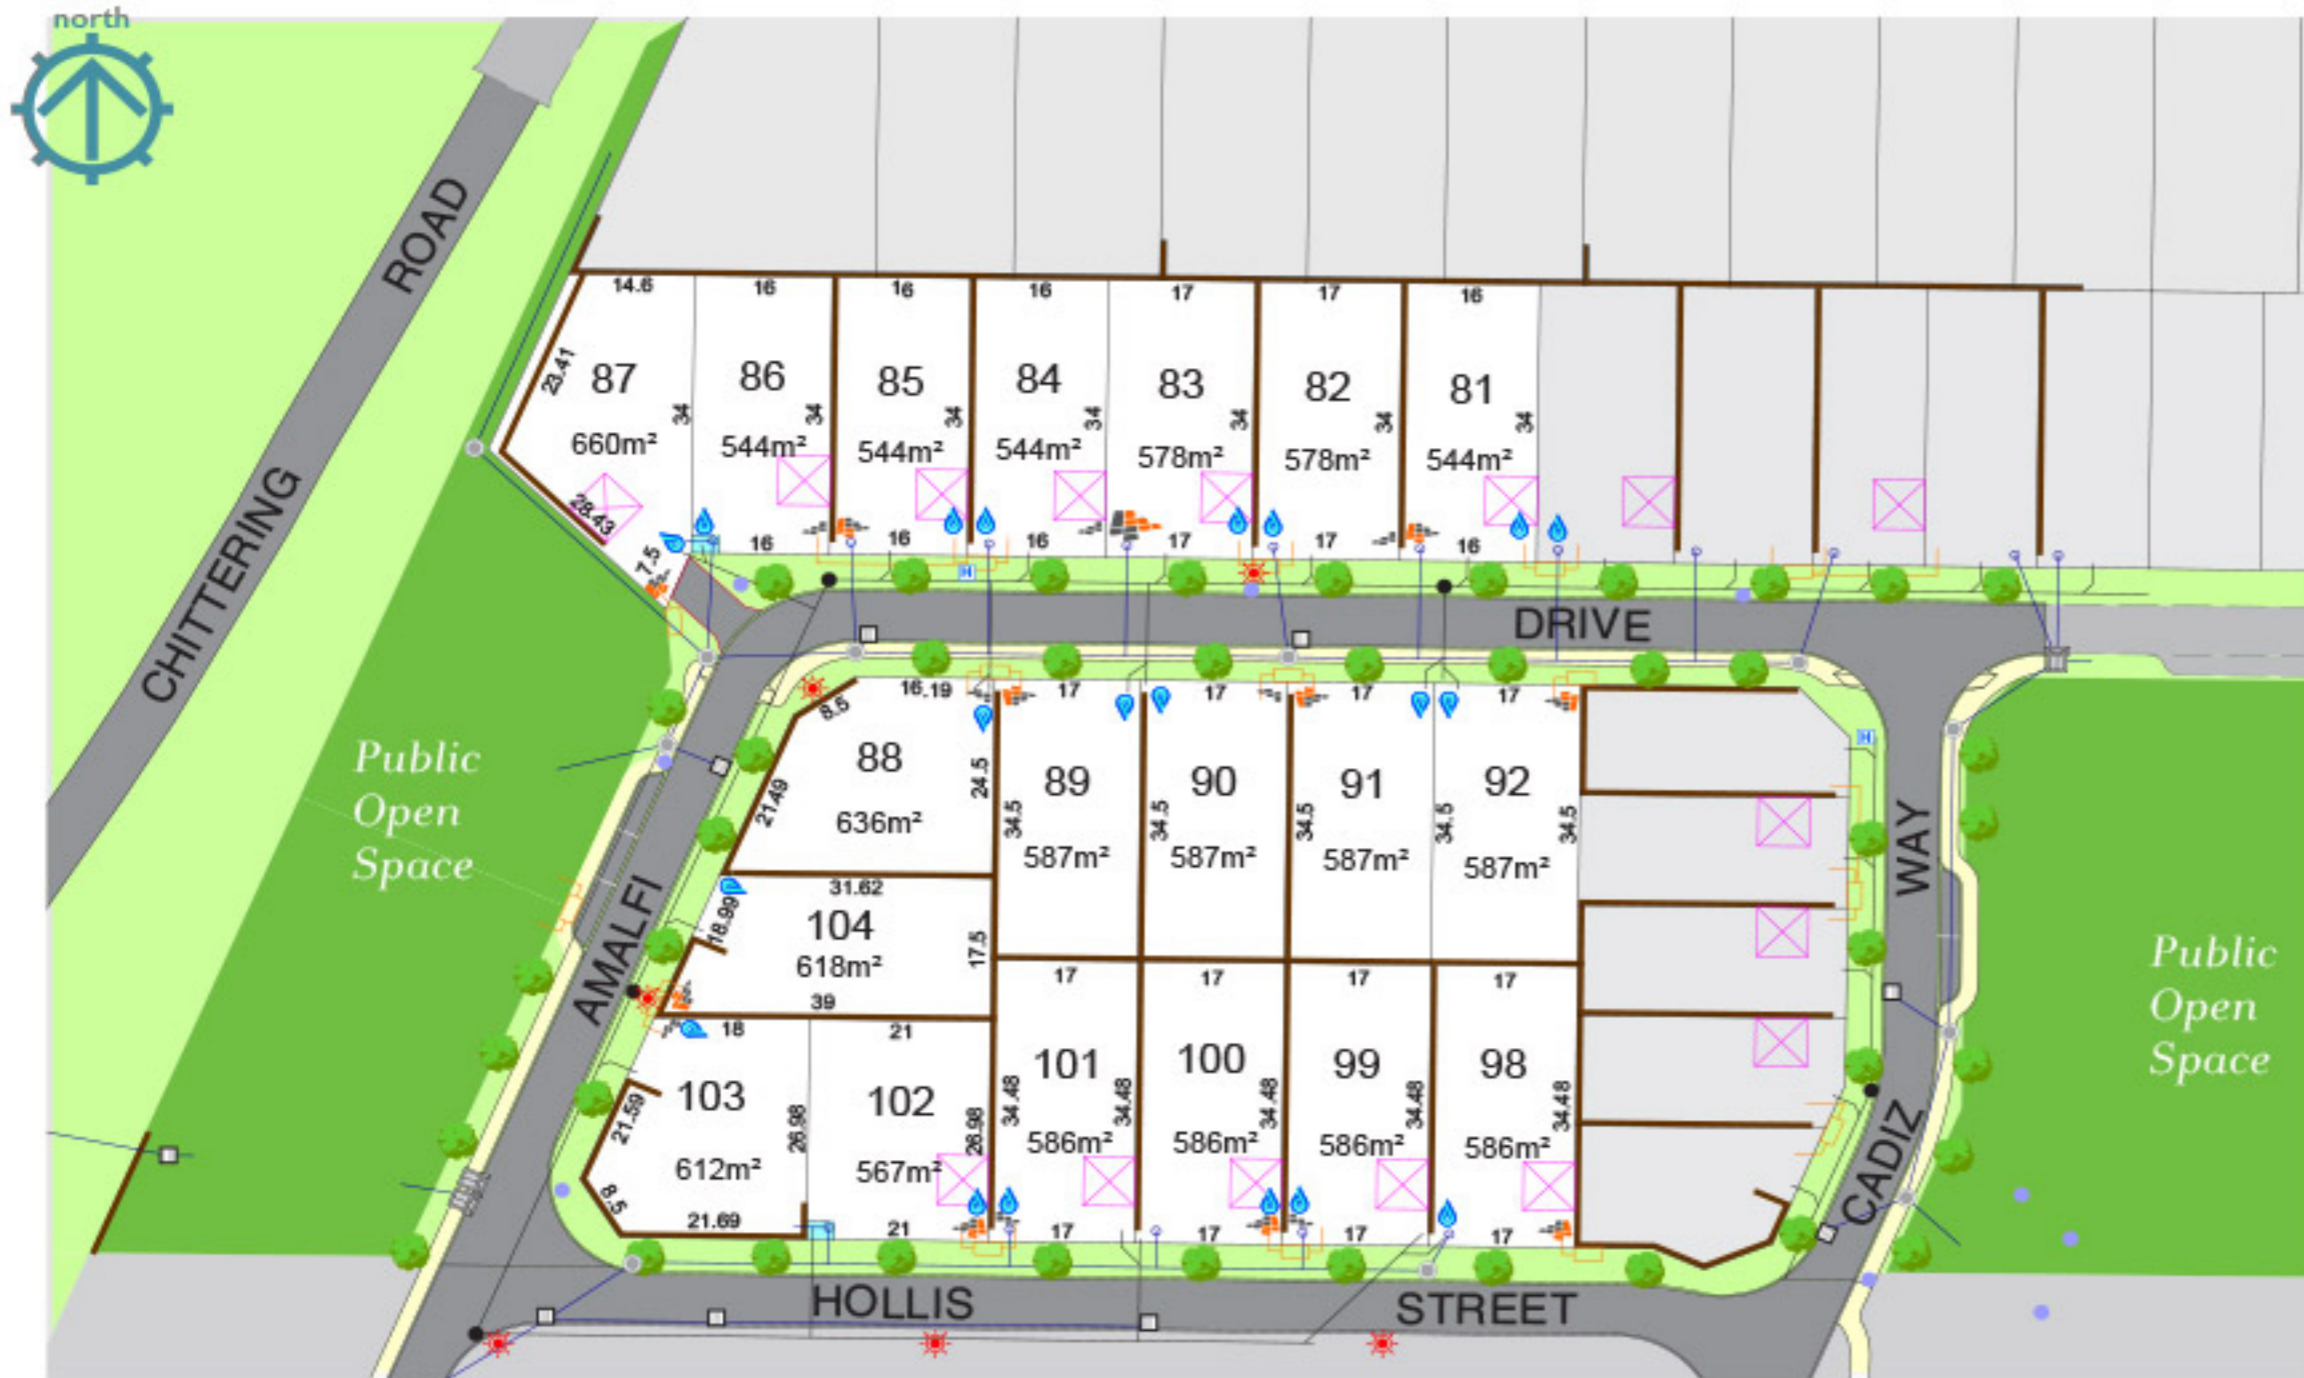 north
CHITTERING ROAD
14.6
16
16
16
17
17
16
23.41
87
86
85
84
83
82
81
34
34
34
34
34
34
34
660m²
544m²
544m²
544m²
578m²
578m²
544m²
28.43
7.5
16
16
16
17
17
16
DRIVE
H
H
8.5
16.19
17
17
17
17
88
89
90
91
92
21.49
24.5
34.5
34.5
34.5
34.5
34.5
636m²
587m²
587m²
587m²
587m²
Public
Open
Space
AMALFI
WAY
31.62
18.99
104
17.5
618m²
39
17
17
17
17
Public
Open
Space
18
21
103
102
101
100
99
98
21.59
26.98
26.98
34.48
34.48
34.48
34.48
34.48
612m²
567m²
586m²
586m²
586m²
586m²
8.5
21.69
21
17
17
17
17
CADIZ
HOLLIS
STREET